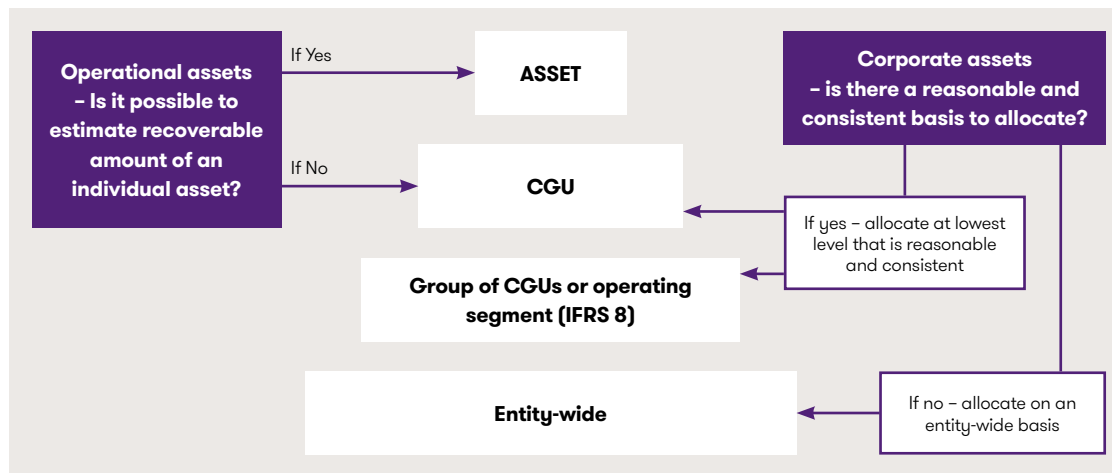 Operational assets
– Is it possible to
estimate recoverable
amount of an
individual asset?
If Yes
ASSET
If No
CGU
Group of CGUs or operating
segment (IFRS 8)
Entity-wide
Corporate assets
– is there a reasonable and
consistent basis to allocate?
If yes – allocate at lowest
level that is reasonable
and consistent
If no – allocate on an
entity-wide basis